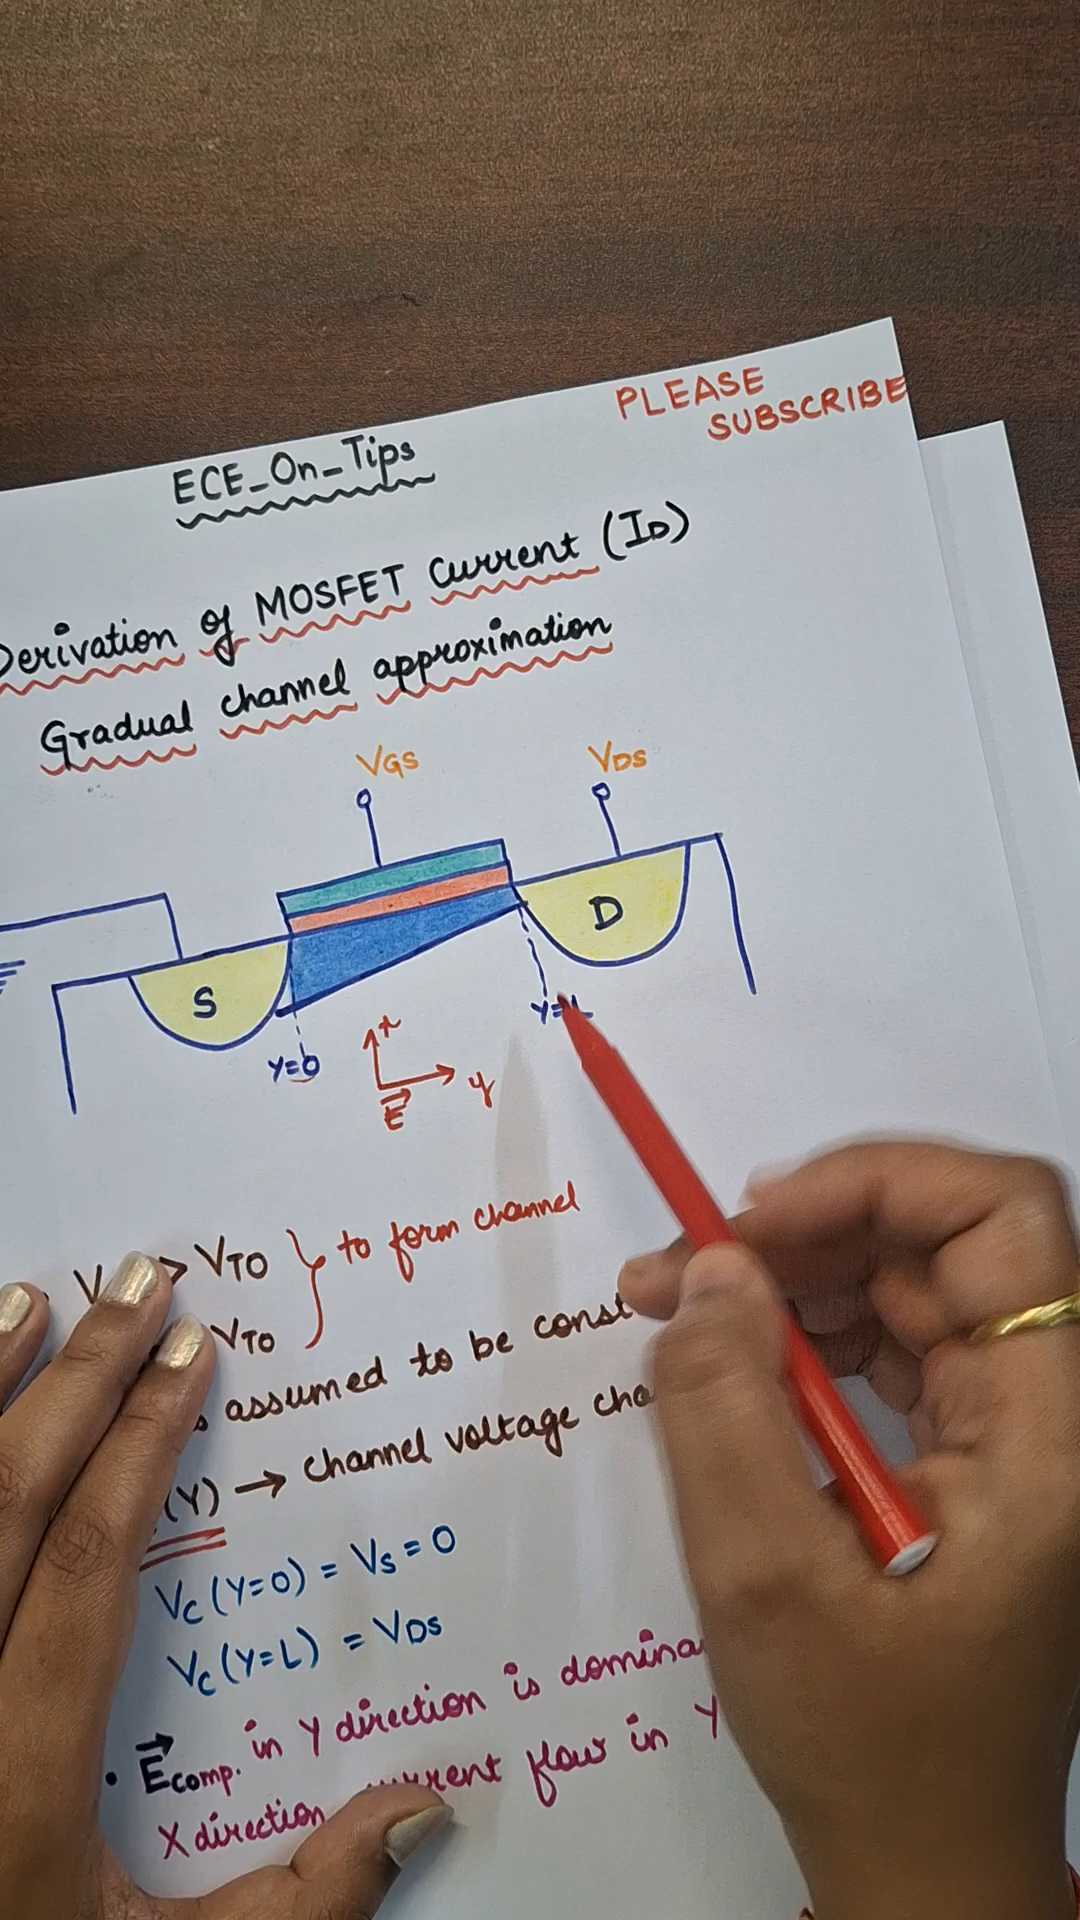 PLEASE
SUBSCRIBE
ECE_On_Tips
Derivation of MOSFET Current (ID)
Gradual channel approximation
VGS
VDS
S
D
Y=0
x
y
E
> VTO
to form channel
VTO
assumed to be const
(Y) → channel voltage cha
VC (Y=0) = VS = 0
VC (Y=L) = VDS
• Ecomp. in Y direction is domina
X direction current flow in Y